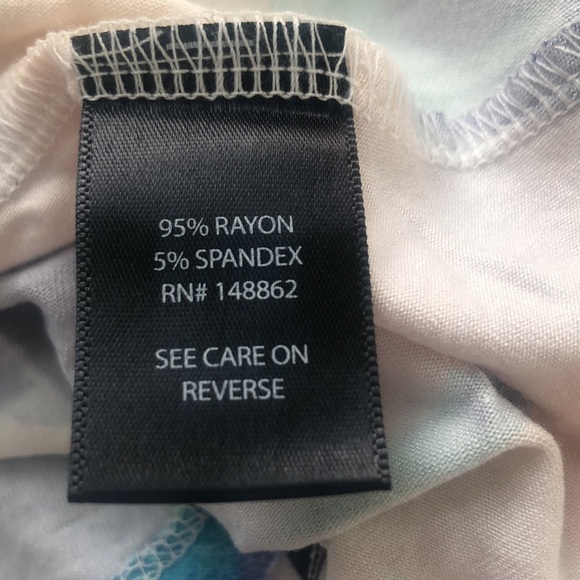 95% RAYON
5% SPANDEX
RN# 148862
SEE CARE ON
REVERSE